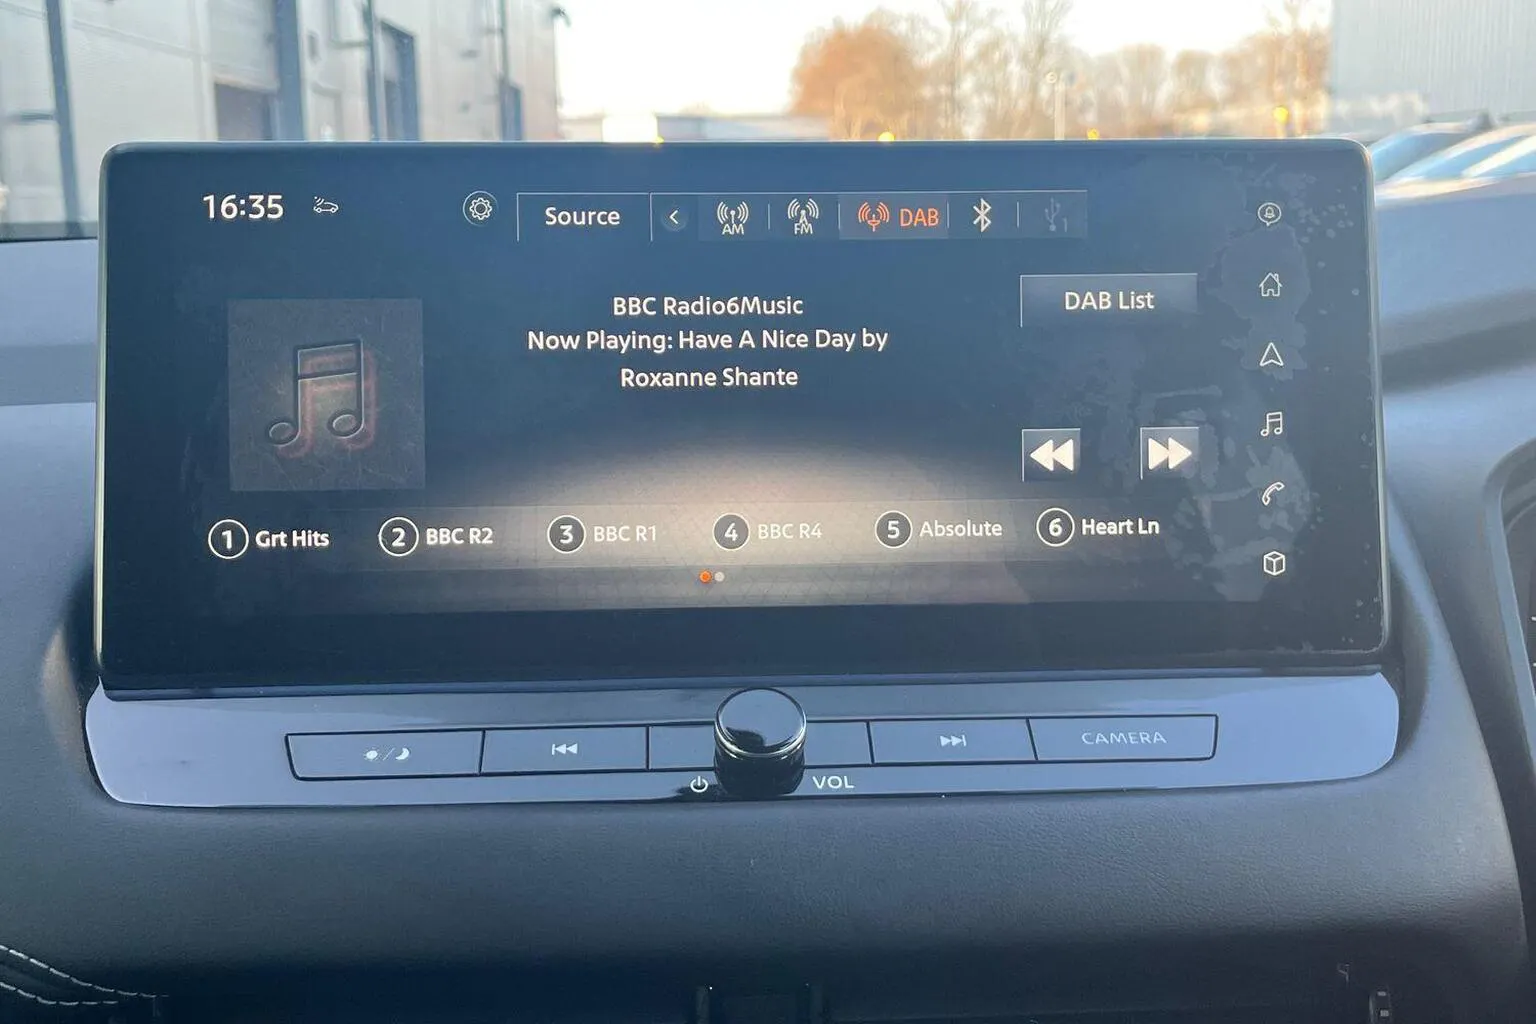 16:35
Source
AM
FM
DAB
1
BBC Radio6Music
Now Playing: Have A Nice Day by
Roxanne Shante
DAB List
1 Grt Hits
2 BBC R2
3 BBC R1
4 BBC R4
5 Absolute
6 Heart Ln
CAMERA
VOL